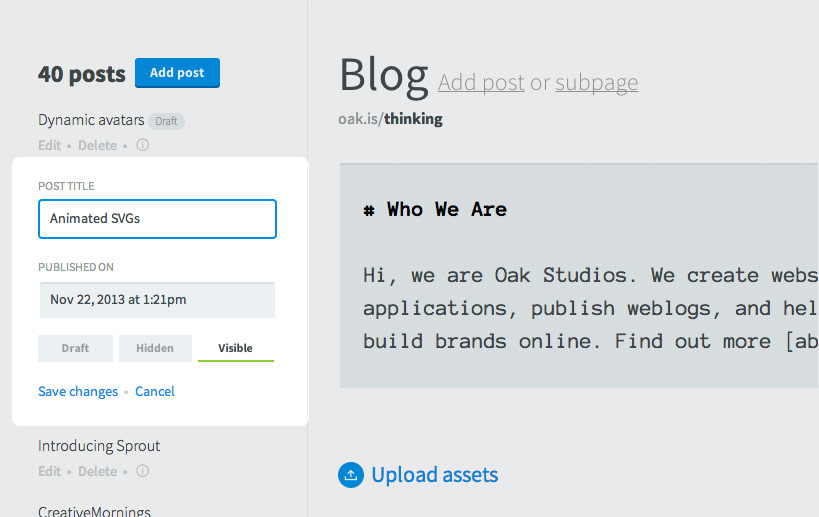 40 posts Add post
Dynamic avatars Draft
Edit • Delete •
POST TITLE
Animated SVGs
PUBLISHED ON
Nov 22, 2013 at 1:21pm
Draft Hidden Visible
Save changes • Cancel
Introducing Sprout
Edit • Delete •
CreativeMornings
Blog Add post or subpage
oak.is/thinking
# Who We Are
Hi, we are Oak Studios. We create webs
applications, publish weblogs, and hel
build brands online. Find out more [ab
Upload assets